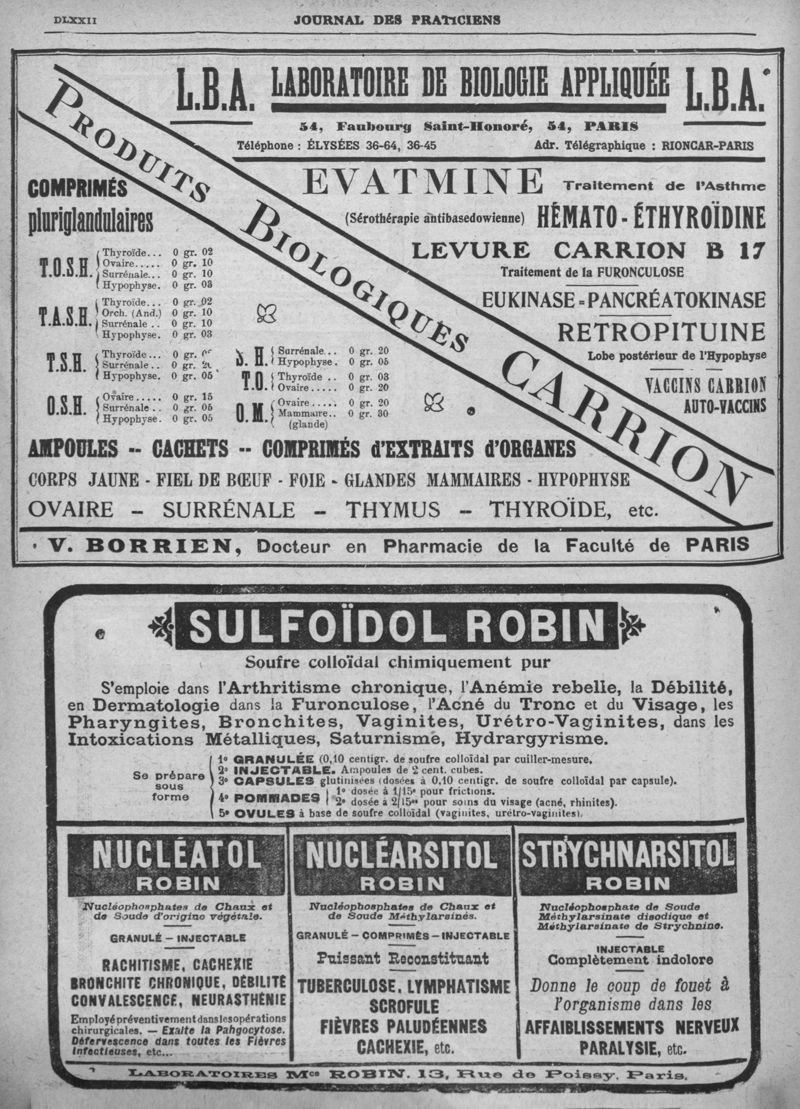 DLXXII
JOURNAL DES PRATICIENS
L.B.A. LABORATOIRE DE BIOLOGIE APPLIQUÉE L.B.A.
54, Faubourg Saint-Honoré, 54, PARIS
Téléphone : ÉLYSÉES 36-64, 36-45
Adr. Télégraphique : RIONCAR-PARIS
PRODUITS BIOLOGIQUES CARRION
EVATMINE Traitement de l'Asthme
(Sérothérapie antibasedowienne) HÉMATO-ÉTHYROÏDINE
LEVURE CARRION B 17
Traitement de la FURONCULOSE
EUKINASE=PANCRÉATOKINASE
RETROPITUINE
Lobe postérieur de l'Hypophyse
VACCINS CARRION
AUTO-VACCINS
COMPRIMÉS
pluriglandulaires
T.O.S.H.
Thyroïde... 0 gr. 02
Ovaire..... 0 gr. 10
Surrénale.. 0 gr. 10
Hypophyse. 0 gr. 03
T.A.S.H.
Thyroïde... 0 gr. 02
Orch. (And.) 0 gr. 10
Surrénale .. 0 gr. 10
Hypophyse. 0 gr. 03
T.S.H.
Thyroïde... 0 gr.
Surrénale .. 0 gr.
Hypophyse. 0 gr. 05
O.S.H.
Ovaire..... 0 gr. 15
Surrénale .. 0 gr. 05
Hypophyse. 0 gr. 05
S. H.
Surrénale... 0 gr. 20
Hypophyse. 0 gr. 05
T.O.
Thyroïde .. 0 gr. 03
Ovaire..... 0 gr. 20
O.M.
Ovaire..... 0 gr. 20
Mammaire.. 0 gr. 30
(glande)
AMPOULES -- CACHETS -- COMPRIMÉS d'EXTRAITS d'ORGANES
CORPS JAUNE - FIEL DE BŒUF - FOIE - GLANDES MAMMAIRES - HYPOPHYSE
OVAIRE – SURRÉNALE – THYMUS – THYROÏDE, etc.
V. BORRIEN, Docteur en Pharmacie de la Faculté de PARIS
SULFOÏDOL ROBIN
Soufre colloïdal chimiquement pur
S'emploie dans l'Arthritisme chronique, l'Anémie rebelle, la Débilité,
en Dermatologie dans la Furonculose, l'Acné du Tronc et du Visage, les
Pharyngites, Bronchites, Vaginites, Urétro-Vaginites, dans les
Intoxications Métalliques, Saturnisme, Hydrargyrisme.
Se prépare
sous
forme
1º GRANULÉE (0,10 centigr. de soufre colloïdal par cuiller-mesure.
2º INJECTABLE. Ampoules de 2 cent. cubes.
3º CAPSULES glutinisées (dosées à 0,10 centigr. de soufre colloïdal par capsule).
4º POMMADES
1º dosée à 1/15e pour frictions.
2º dosée à 2/15es pour soins du visage (acné, rhinites).
5º OVULES à base de soufre colloïdal (vaginites, urétro-vaginites).
NUCLÉATOL
ROBIN
Nucléophosphates de Chaux et
de Soude d'origine végétale.
GRANULÉ – INJECTABLE
RACHITISME, CACHEXIE
BRONCHITE CHRONIQUE, DÉBILITÉ
CONVALESCENCE, NEURASTHÉNIE
Employé préventivement dans les opérations
chirurgicales. — Exalte la Pahgocytose.
Défervescence dans toutes les Fièvres
infectieuses, etc...
NUCLÉARSITOL
ROBIN
Nucléophosphates de Chaux et
de Soude Méthylarsinés.
GRANULÉ – COMPRIMÉS – INJECTABLE
Puissant Reconstituant
TUBERCULOSE, LYMPHATISME
SCROFULE
FIÈVRES PALUDÉENNES
CACHEXIE, etc.
STRYCHNARSITOL
ROBIN
Nucléophosphate de Soude
Méthylarsinate disodique et
Méthylarsinate de Strychnine.
INJECTABLE
Complètement indolore
Donne le coup de fouet à
l'organisme dans les
AFFAIBLISSEMENTS NERVEUX
PARALYSIE, etc.
LABORATOIRES Mce ROBIN. 13, Rue de Poissy. Paris.